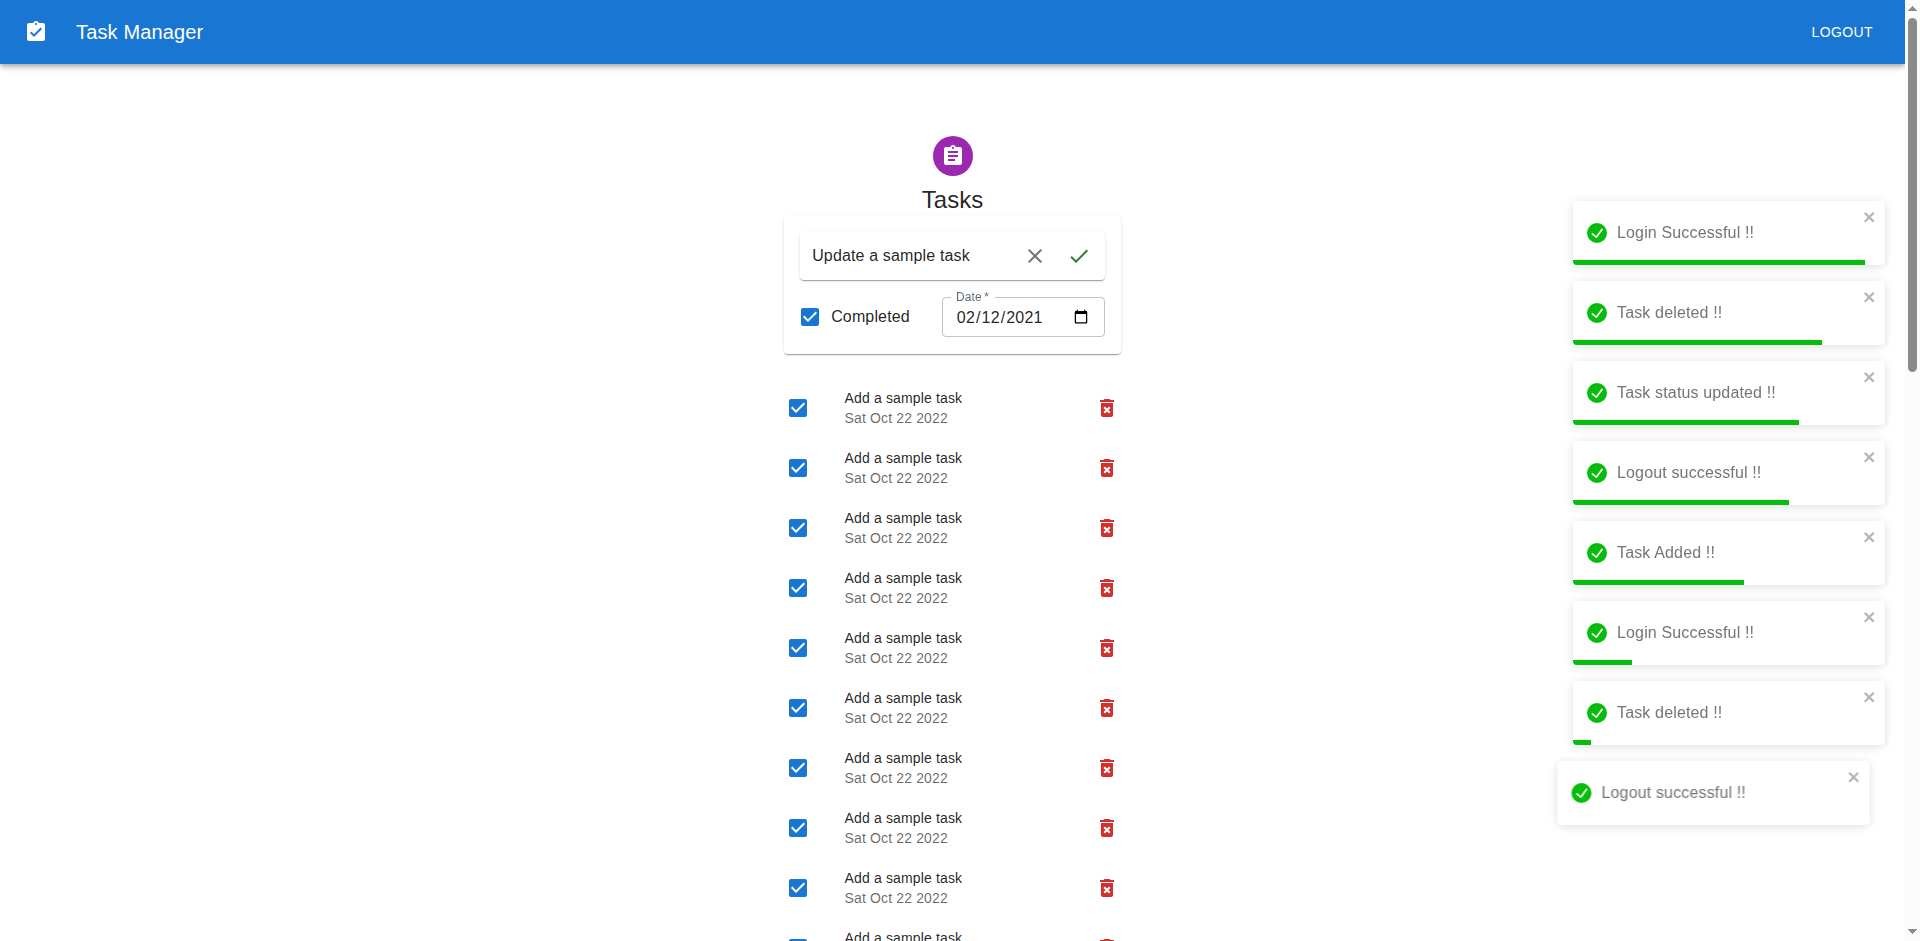 Task Manager
LOGOUT
Tasks
Update a sample task
Completed
Date *
02/12/2021
Add a sample task
Sat Oct 22 2022
Add a sample task
Sat Oct 22 2022
Add a sample task
Sat Oct 22 2022
Add a sample task
Sat Oct 22 2022
Add a sample task
Sat Oct 22 2022
Add a sample task
Sat Oct 22 2022
Add a sample task
Sat Oct 22 2022
Add a sample task
Sat Oct 22 2022
Add a sample task
Sat Oct 22 2022
Add a sample task
Login Successful !!
Task deleted !!
Task status updated !!
Logout successful !!
Task Added !!
Login Successful !!
Task deleted !!
Logout successful !!